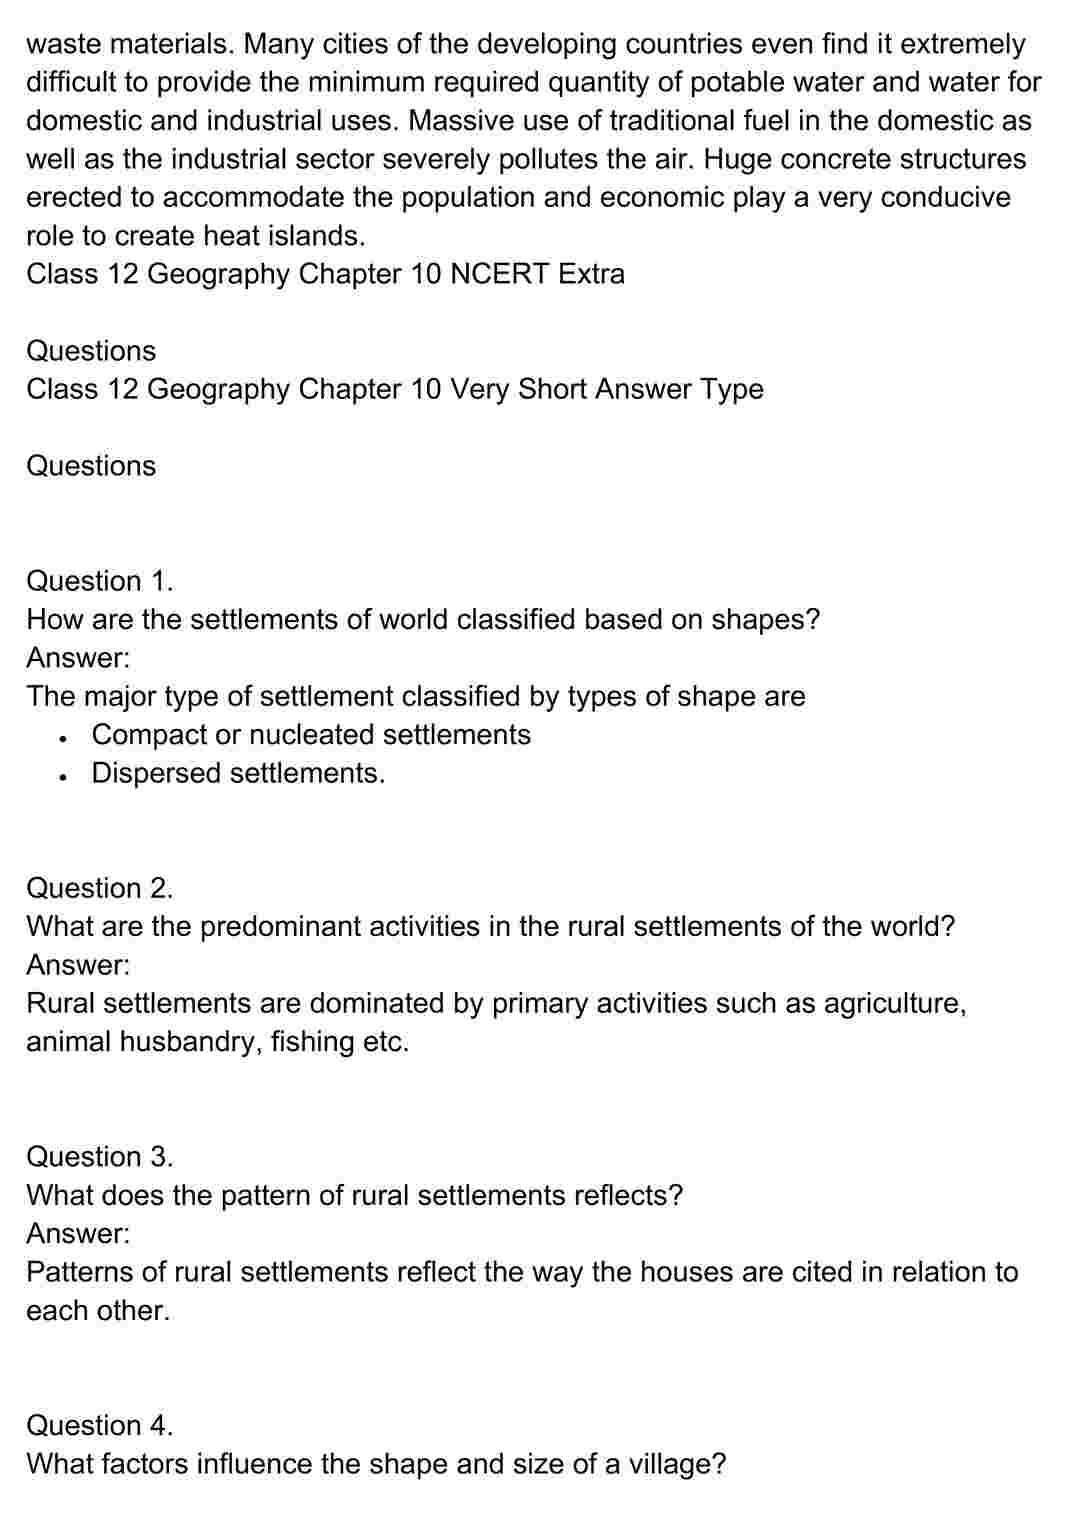 waste materials. Many cities of the developing countries even find it extremely
difficult to provide the minimum required quantity of potable water and water for
domestic and industrial uses. Massive use of traditional fuel in the domestic as
well as the industrial sector severely pollutes the air. Huge concrete structures
erected to accommodate the population and economic play a very conducive
role to create heat islands.
Class 12 Geography Chapter 10 NCERT Extra
Questions
Class 12 Geography Chapter 10 Very Short Answer Type
Questions
Question 1.
How are the settlements of world classified based on shapes?
Answer:
The major type of settlement classified by types of shape are
• Compact or nucleated settlements
• Dispersed settlements.
Question 2.
What are the predominant activities in the rural settlements of the world?
Answer:
Rural settlements are dominated by primary activities such as agriculture,
animal husbandry, fishing etc.
Question 3.
What does the pattern of rural settlements reflects?
Answer:
Patterns of rural settlements reflect the way the houses are cited in relation to
each other.
Question 4.
What factors influence the shape and size of a village?